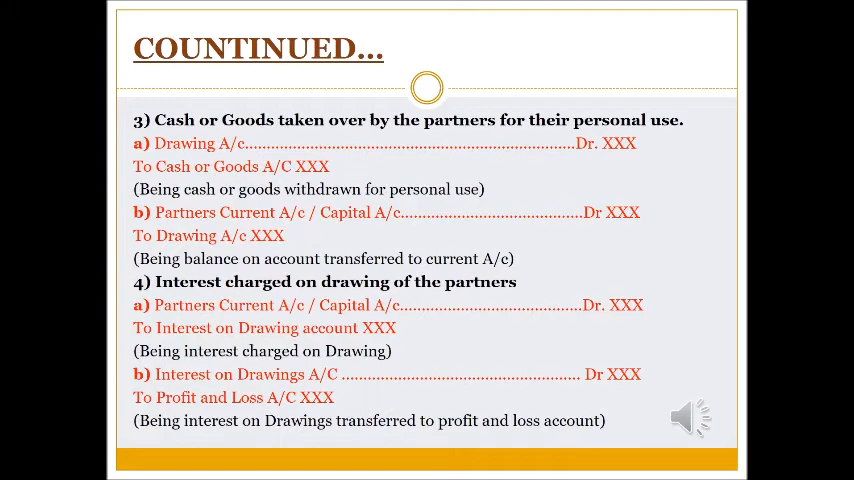 COUNTINUED...
3) Cash or Goods taken over by the partners for their personal use.
a) Drawing A/c.............................................................................Dr. XXX
To Cash or Goods A/C XXX
(Being cash or goods withdrawn for personal use)
b) Partners Current A/c / Capital A/c..........................................Dr XXX
To Drawing A/c XXX
(Being balance on account transferred to current A/c)
4) Interest charged on drawing of the partners
a) Partners Current A/c / Capital A/c..........................................Dr. XXX
To Interest on Drawing account XXX
(Being interest charged on Drawing)
b) Interest on Drawings A/C ....................................................... Dr XXX
To Profit and Loss A/C XXX
(Being interest on Drawings transferred to profit and loss account)